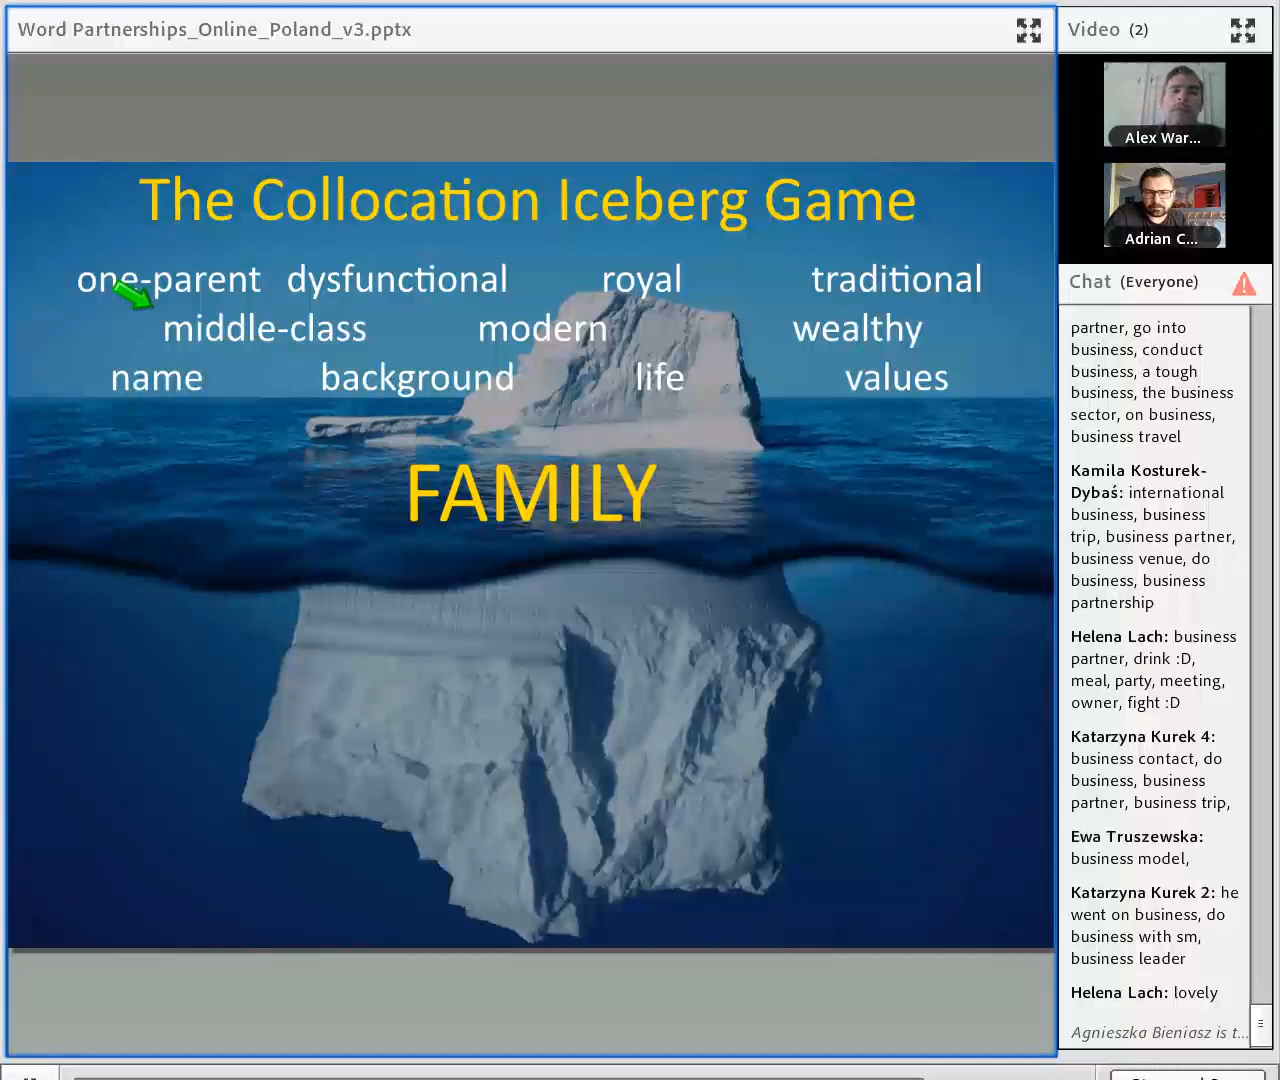 Word Partnerships_Online_Poland_v3.pptx
The Collocation Iceberg Game
one-parent dysfunctional royal traditional
middle-class modern wealthy
name background life values
FAMILY
Video (2)
Alex War...
Adrian C...
Chat (Everyone)
partner, go into
business, conduct
business, a tough
business, the business
sector, on business,
business travel
Kamila Kosturek-
Dybaś: international
business, business
trip, business partner,
business venue, do
business, business
partnership
Helena Lach: business
partner, drink :D,
meal, party, meeting,
owner, fight :D
Katarzyna Kurek 4:
business contact, do
business, business
partner, business trip,
Ewa Truszewska:
business model,
Katarzyna Kurek 2: he
went on business, do
business with sm,
business leader
Helena Lach: lovely
Agnieszka Bieniasz is t...